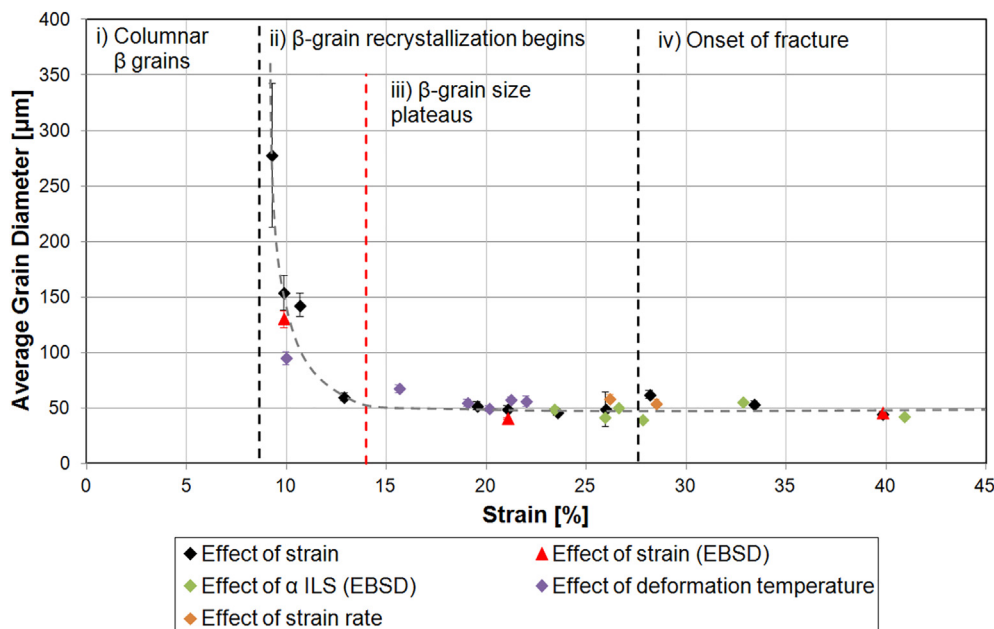 400
350
300
250
200
150
100
50
0
Average Grain Diameter [µm]
i) Columnar
β grains
ii) β-grain recrystallization begins
iii) β-grain size
plateaus
iv) Onset of fracture
0 5 10 15 20 25 30 35 40 45
Strain [%]
Effect of strain
Effect of strain (EBSD)
Effect of α ILS (EBSD)
Effect of deformation temperature
Effect of strain rate